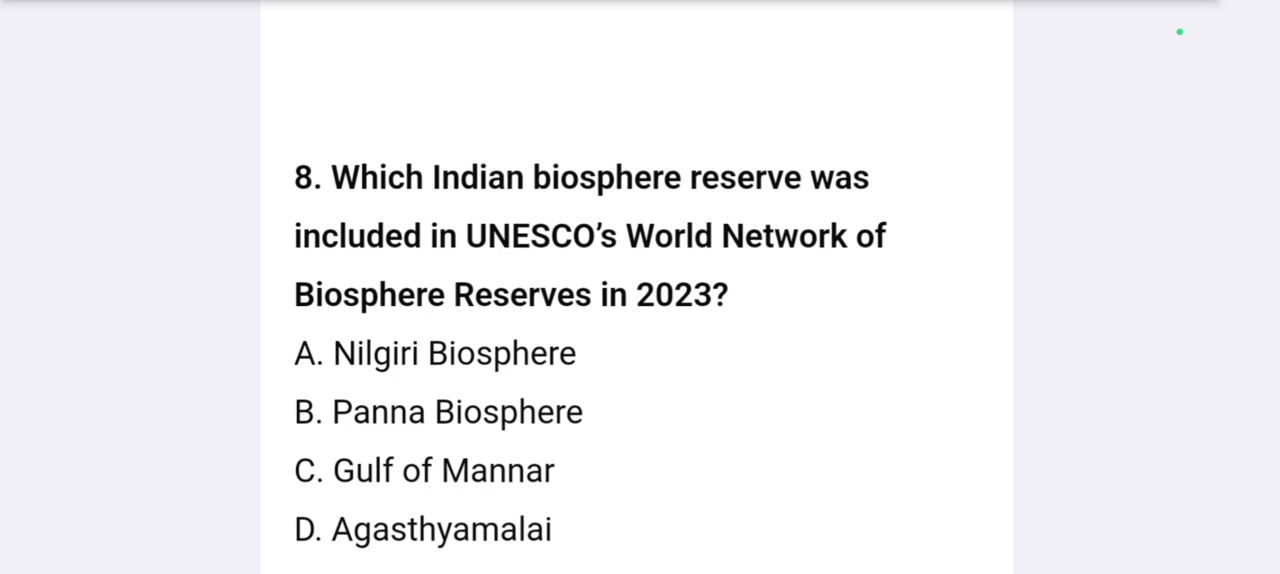 8. Which Indian biosphere reserve was
included in UNESCO’s World Network of
Biosphere Reserves in 2023?
A. Nilgiri Biosphere
B. Panna Biosphere
C. Gulf of Mannar
D. Agasthyamalai